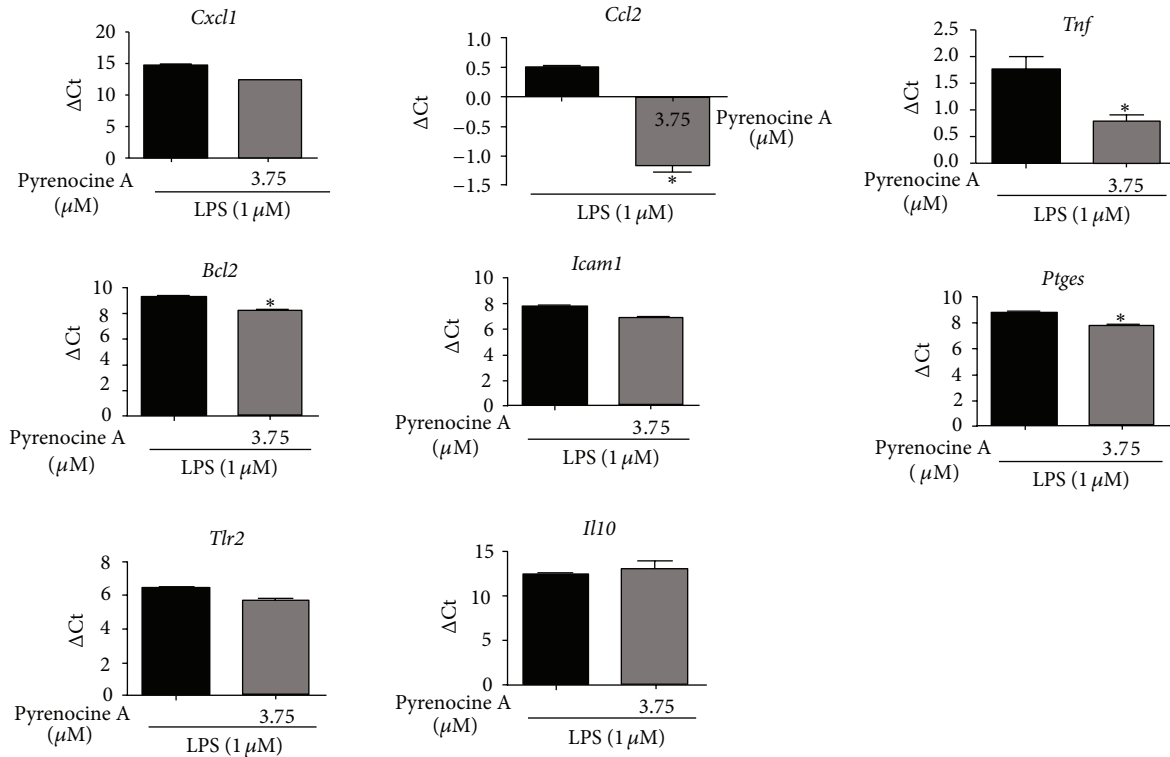 Cxcl1
20
15
10
5
0
ΔCt
Pyrenocine A
(μM)
3.75
LPS (1 μM)
Ccl2
1.0
0.5
0.0
−0.5
−1.0
−1.5
ΔCt
3.75
Pyrenocine A
(μM)
*
LPS (1 μM)
Tnf
2.5
2.0
1.5
1.0
0.5
0.0
ΔCt
*
Pyrenocine A
(μM)
3.75
LPS (1 μM)
Bcl2
10
8
6
4
2
0
ΔCt
*
Pyrenocine A
(μM)
3.75
LPS (1 μM)
Icam1
10
8
6
4
2
0
ΔCt
Pyrenocine A
(μM)
3.75
LPS (1 μM)
Ptges
10
8
6
4
2
0
ΔCt
*
Pyrenocine A
( μM)
3.75
LPS (1 μM)
Tlr2
8
6
4
2
0
ΔCt
Pyrenocine A
(μM)
3.75
LPS (1 μM)
Il10
15
10
5
0
ΔCt
Pyrenocine A
(μM)
3.75
LPS (1 μM)